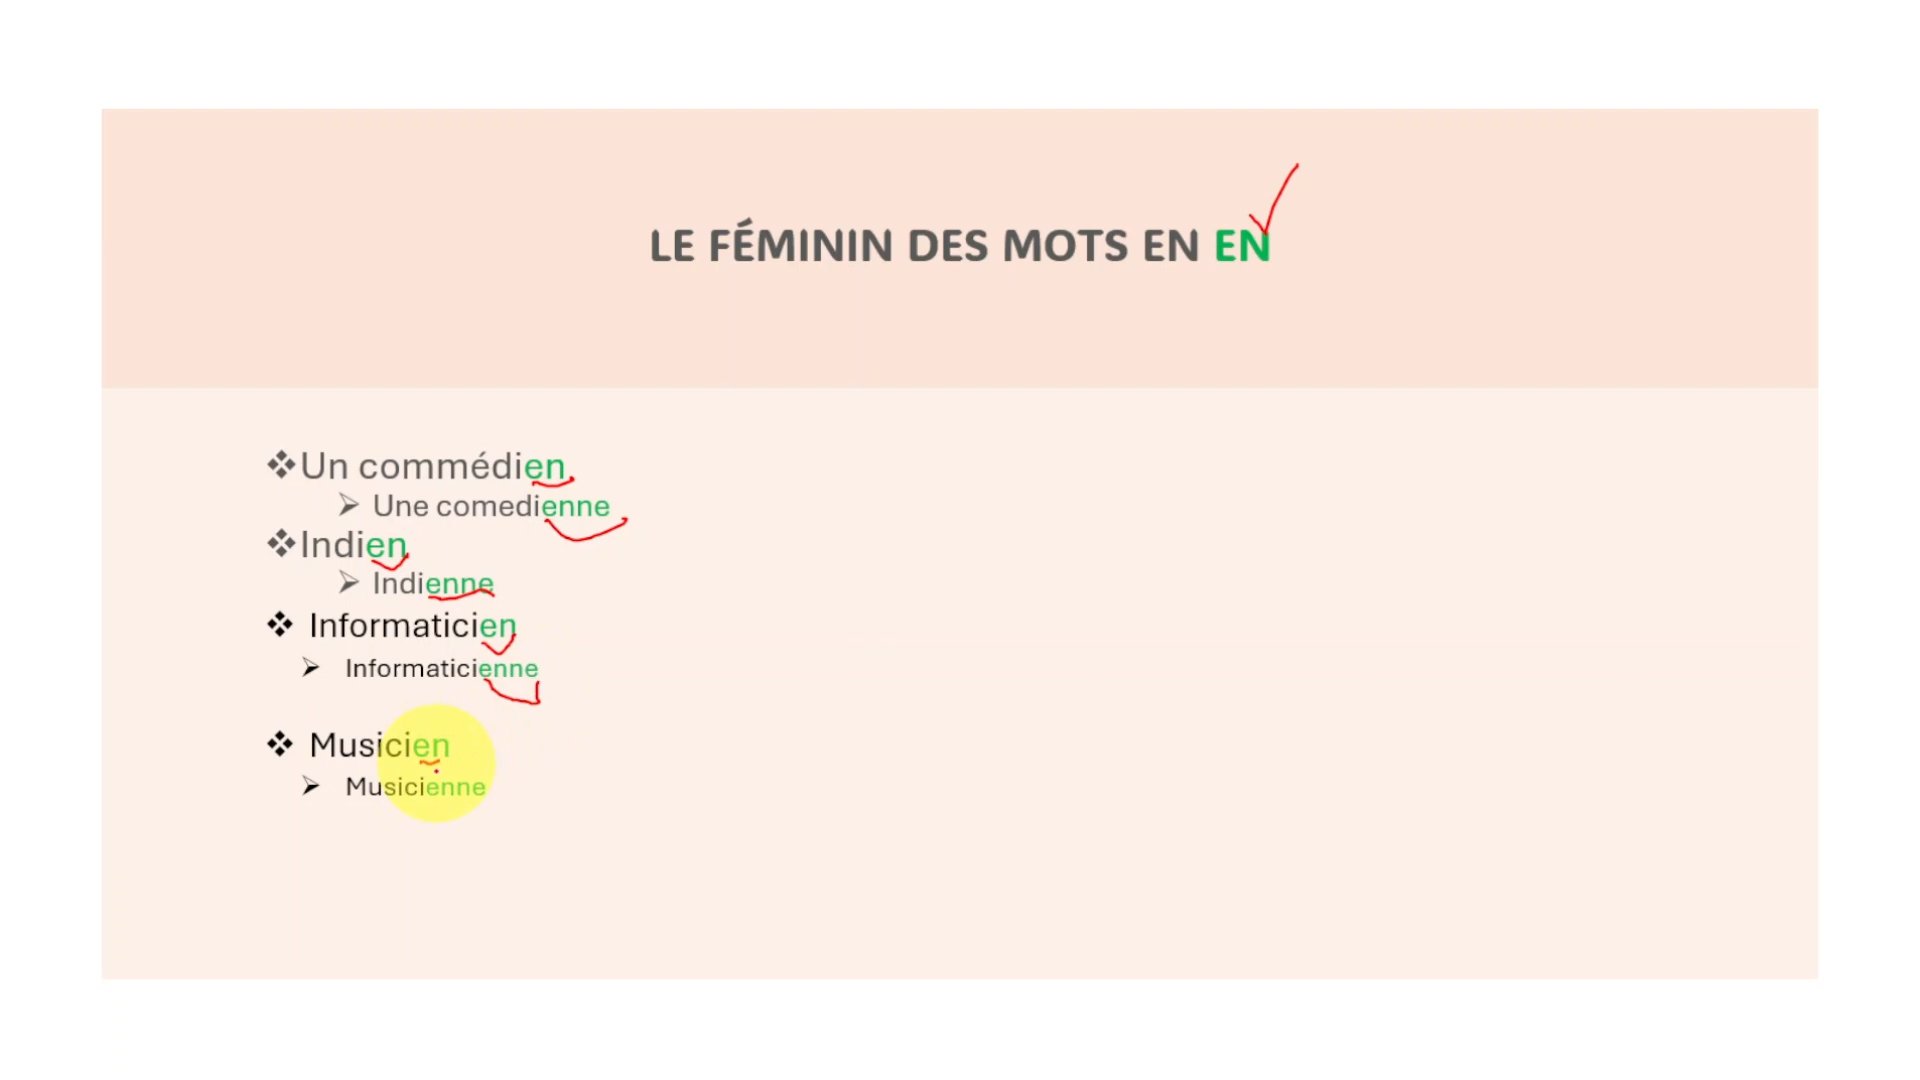 LE FÉMININ DES MOTS EN EN
Un commédien
Une comedienne
Indien
Indienne
Informaticien
Informaticienne
Musicien
Musicienne